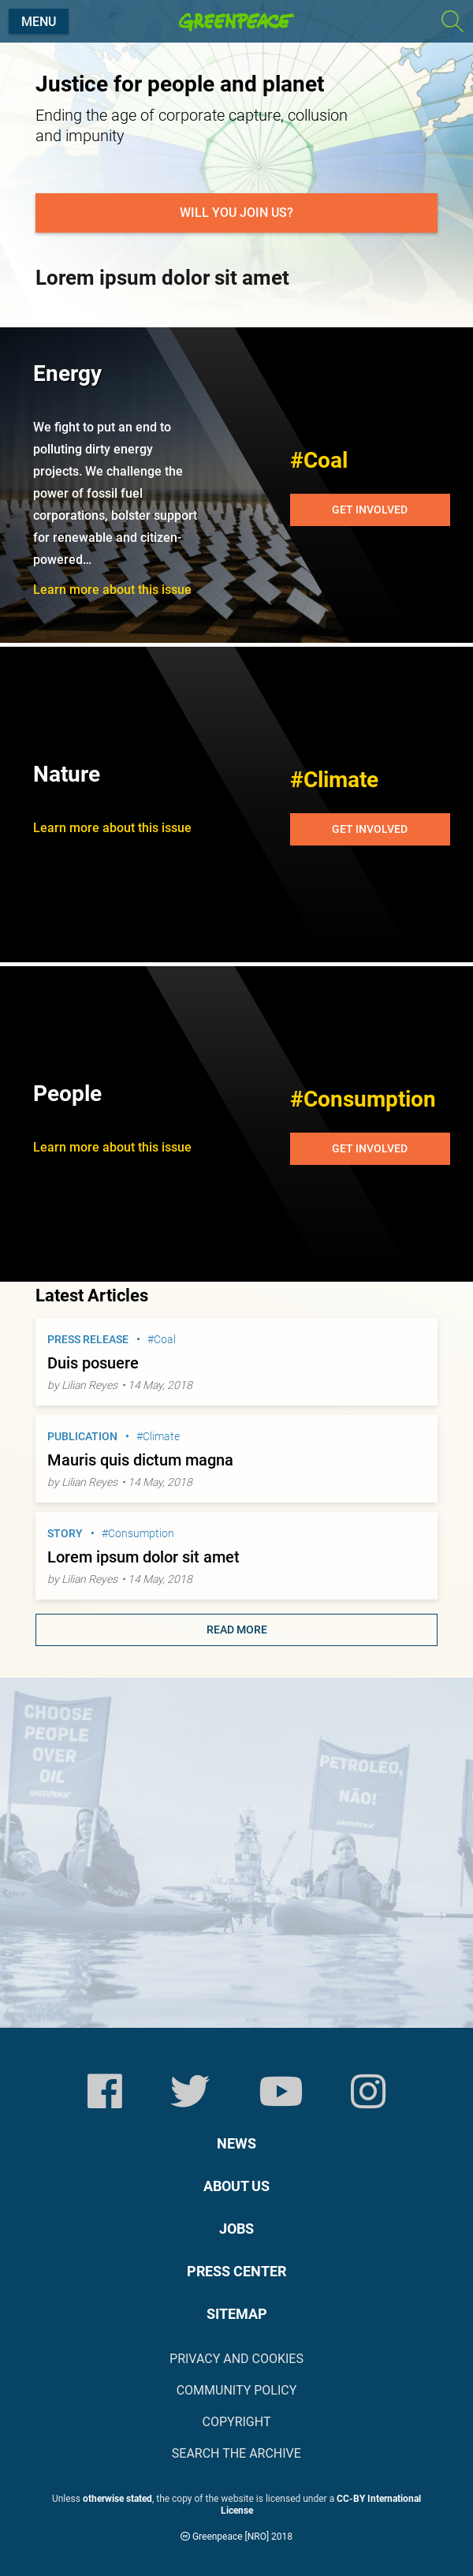 MENU
GREENPEACE
Justice for people and planet
Ending the age of corporate capture, collusion
and impunity
WILL YOU JOIN US?
Lorem ipsum dolor sit amet
Energy
We fight to put an end to
polluting dirty energy
projects. We challenge the
power of fossil fuel
corporations, bolster support
for renewable and citizen-
powered...
Learn more about this issue
#Coal
GET INVOLVED
Nature
Learn more about this issue
#Climate
GET INVOLVED
People
Learn more about this issue
#Consumption
GET INVOLVED
Latest Articles
PRESS RELEASE • #Coal
Duis posuere
by Lilian Reyes • 14 May, 2018
PUBLICATION • #Climate
Mauris quis dictum magna
by Lilian Reyes • 14 May, 2018
STORY • #Consumption
Lorem ipsum dolor sit amet
by Lilian Reyes • 14 May, 2018
READ MORE
CHOOSE
PEOPLE
OVER
OIL
GREENPEACE
PETROLEO,
NÃO!
GREENPEACE
NEWS
ABOUT US
JOBS
PRESS CENTER
SITEMAP
PRIVACY AND COOKIES
COMMUNITY POLICY
COPYRIGHT
SEARCH THE ARCHIVE
Unless otherwise stated, the copy of the website is licensed under a CC-BY International
License
Greenpeace [NRO] 2018